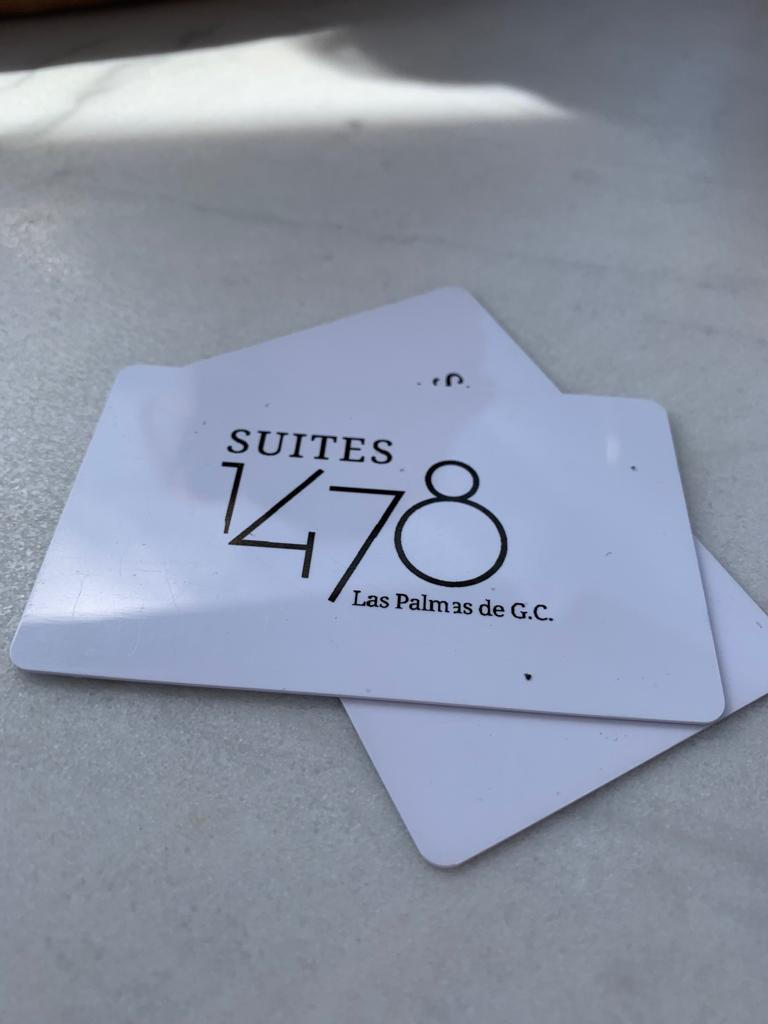 SUITES
1478
Las Palmas de G.C.